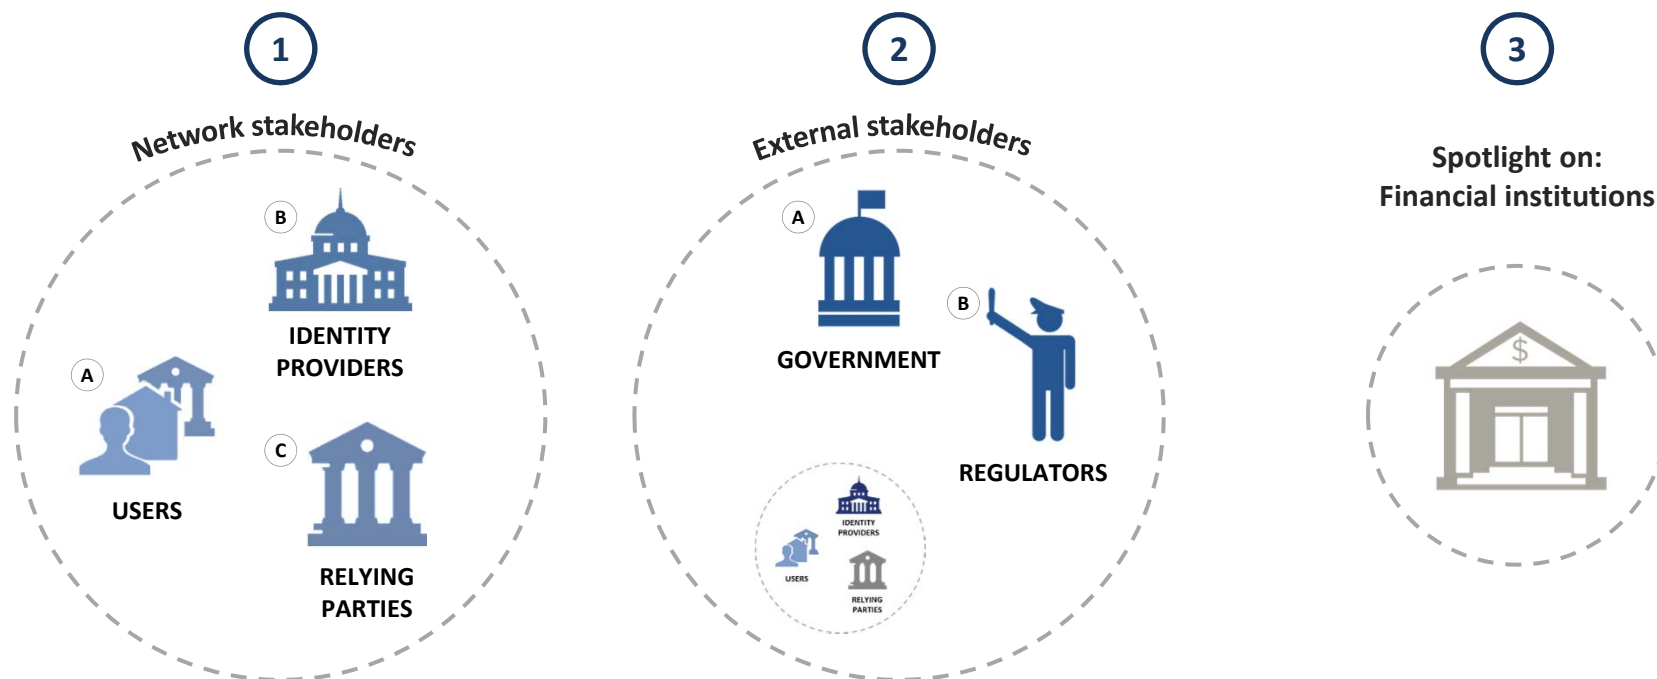 1
Network stakeholders
B
IDENTITY
PROVIDERS
A
USERS
C
RELYING
PARTIES
2
External stakeholders
A
GOVERNMENT
B
REGULATORS
IDENTITY
PROVIDERS
USERS
RELYING
PARTIES
3
Spotlight on:
Financial institutions
$